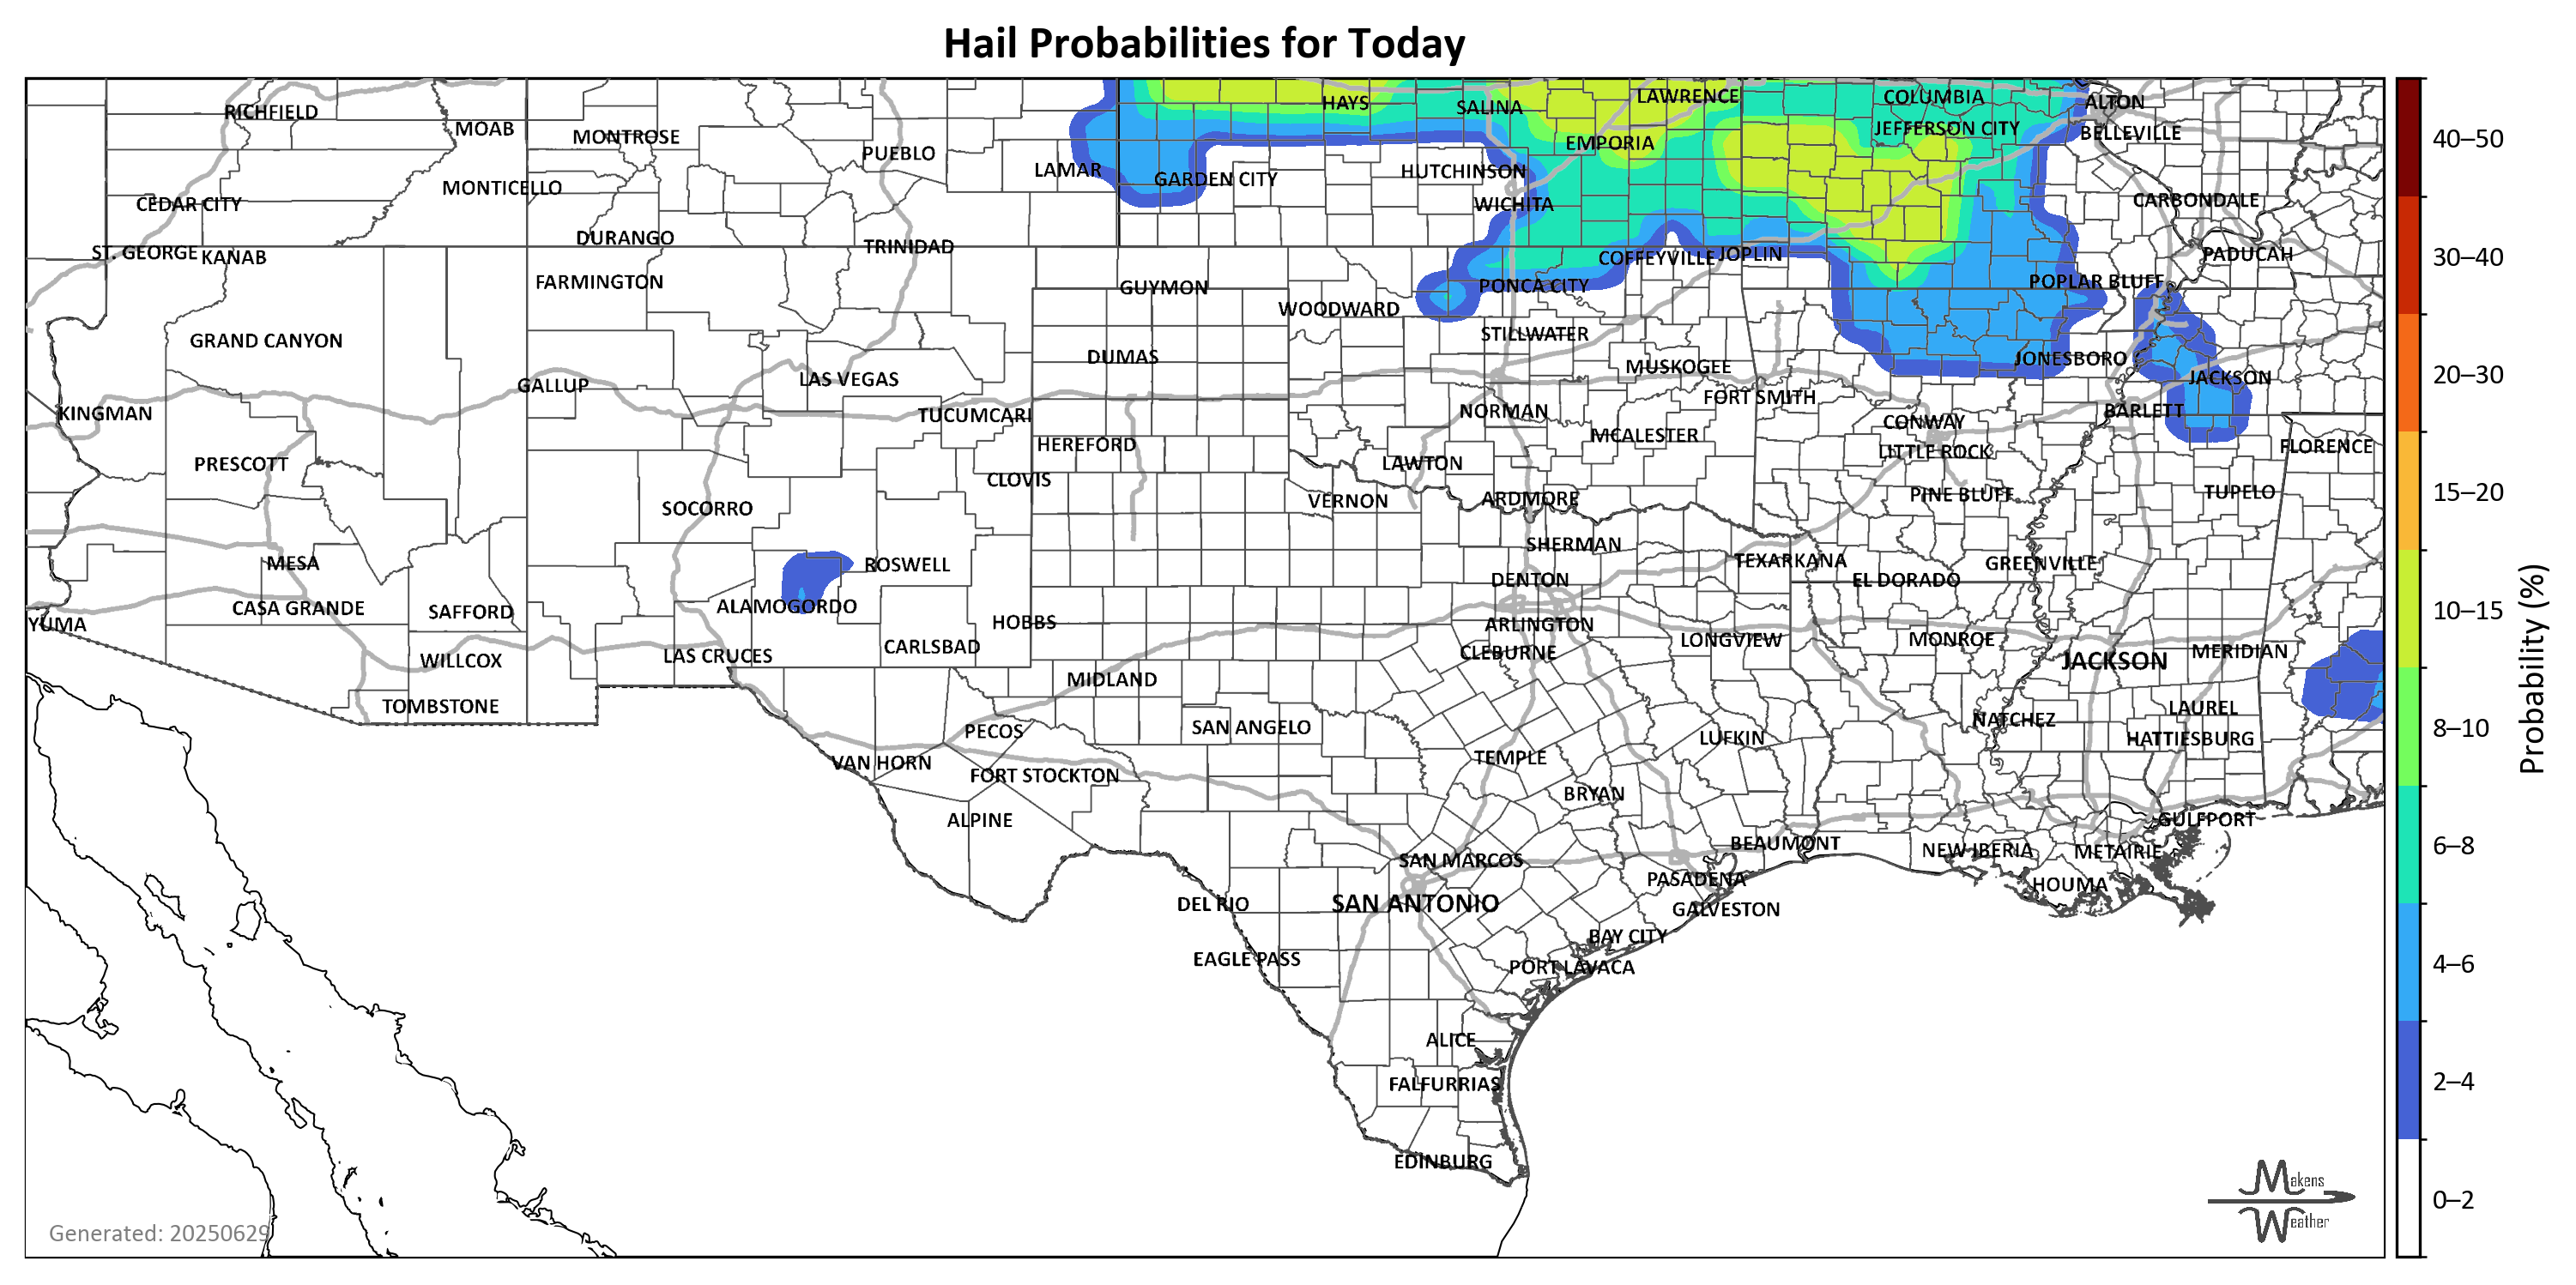 Hail Probabilities for Today
RICHFIELD
MOAB
MONTROSE
PUEBLO
LAMAR
HAYS
SALINA
LAWRENCE
COLUMBIA
ALTON
JEFFERSON CITY
BELLEVILLE
EMPORIA
HUTCHINSON
GARDEN CITY
MONTICELLO
CEDAR CITY
WICHITA
CARBONDALE
DURANGO
TRINIDAD
ST. GEORGE
KANAB
COFFEYVILLE
JOPLIN
PADUCAH
FARMINGTON
GUYMON
PONCA CITY
POPLAR BLUFF
WOODWARD
GRAND CANYON
STILLWATER
DUMAS
MUSKOGEE
JONESBORO
GALLUP
LAS VEGAS
JACKSON
KINGMAN
TUCUMCARI
NORMAN
FORT SMITH
BARLETT
CONWAY
HEREFORD
MCALESTER
LITTLE ROCK
FLORENCE
PRESCOTT
CLOVIS
LAWTON
SOCORRO
VERNON
ARDMORE
PINE BLUFF
TUPELO
SHERMAN
MESA
ROSWELL
TEXARKANA
GREENVILLE
DENTON
EL DORADO
CASA GRANDE
SAFFORD
ALAMOGORDO
YUMA
HOBBS
ARLINGTON
CARLSBAD
LONGVIEW
MONROE
WILLCOX
LAS CRUCES
CLEBURNE
JACKSON
MERIDIAN
MIDLAND
TOMBSTONE
LAUREL
NATCHEZ
PECOS
SAN ANGELO
LUFKIN
HATTIESBURG
VAN HORN
FORT STOCKTON
TEMPLE
BRYAN
ALPINE
GULFPORT
BEAUMONT
NEW IBERIA
METAIRIE
SAN MARCOS
PASADENA
HOUMA
DEL RIO
SAN ANTONIO
GALVESTON
BAY CITY
EAGLE PASS
PORT LAVACA
ALICE
FALFURRIAS
EDINBURG
Generated: 20250629
Makens
Weather
40–50
30–40
20–30
15–20
10–15
8–10
6–8
4–6
2–4
0–2
Probability (%)